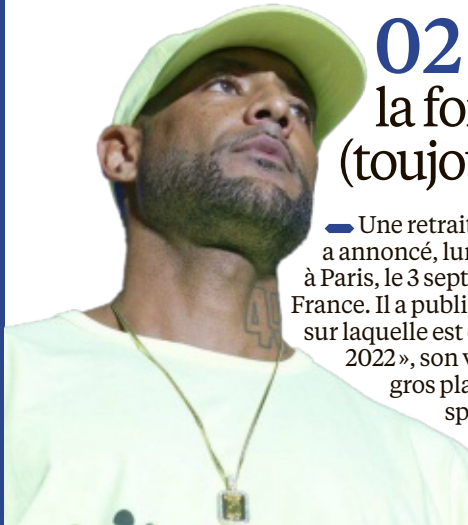 02
la fo
(toujo
Une retrait
a annoncé, lun
à Paris, le 3 sept
France. Il a publi
sur laquelle est
2022 », son v
gros pla
sp